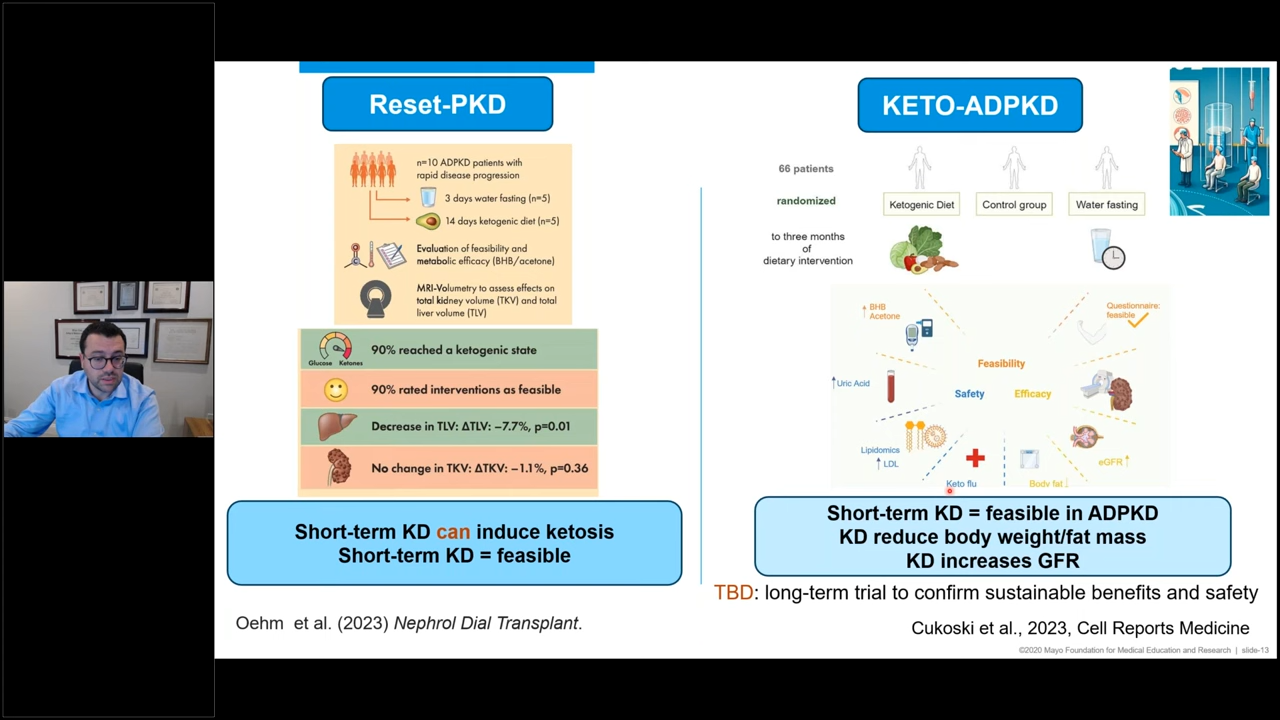 Reset-PKD
n=10 ADPKD patients with
rapid disease progression
3 days water fasting (n=5)
14 days ketogenic diet (n=5)
Evaluation of feasibility and
metabolic efficacy (BHB/acetone)
MRI-Volumetry to assess effects on
total kidney volume (TKV) and total
liver volume (TLV)
Glucose Ketones
90% reached a ketogenic state
90% rated interventions as feasible
Decrease in TLV: ΔTLV: −7.7%, p=0.01
No change in TKV: ΔTKV: −1.1%, p=0.36
Short-term KD can induce ketosis
Short-term KD = feasible
Oehm et al. (2023) Nephrol Dial Transplant.
KETO-ADPKD
66 patients
randomized
to three months
of
dietary intervention
Ketogenic Diet
Control group
Water fasting
↑ BHB
Acetone
Questionnaire:
feasible
Feasibility
↑ Uric Acid
Safety
Efficacy
Lipidomics
↑ LDL
eGFR ↑
Keto flu
Body fat ↓
Short-term KD = feasible in ADPKD
KD reduce body weight/fat mass
KD increases GFR
TBD: long-term trial to confirm sustainable benefits and safety
Cukoski et al., 2023, Cell Reports Medicine
©2020 Mayo Foundation for Medical Education and Research | slide-13